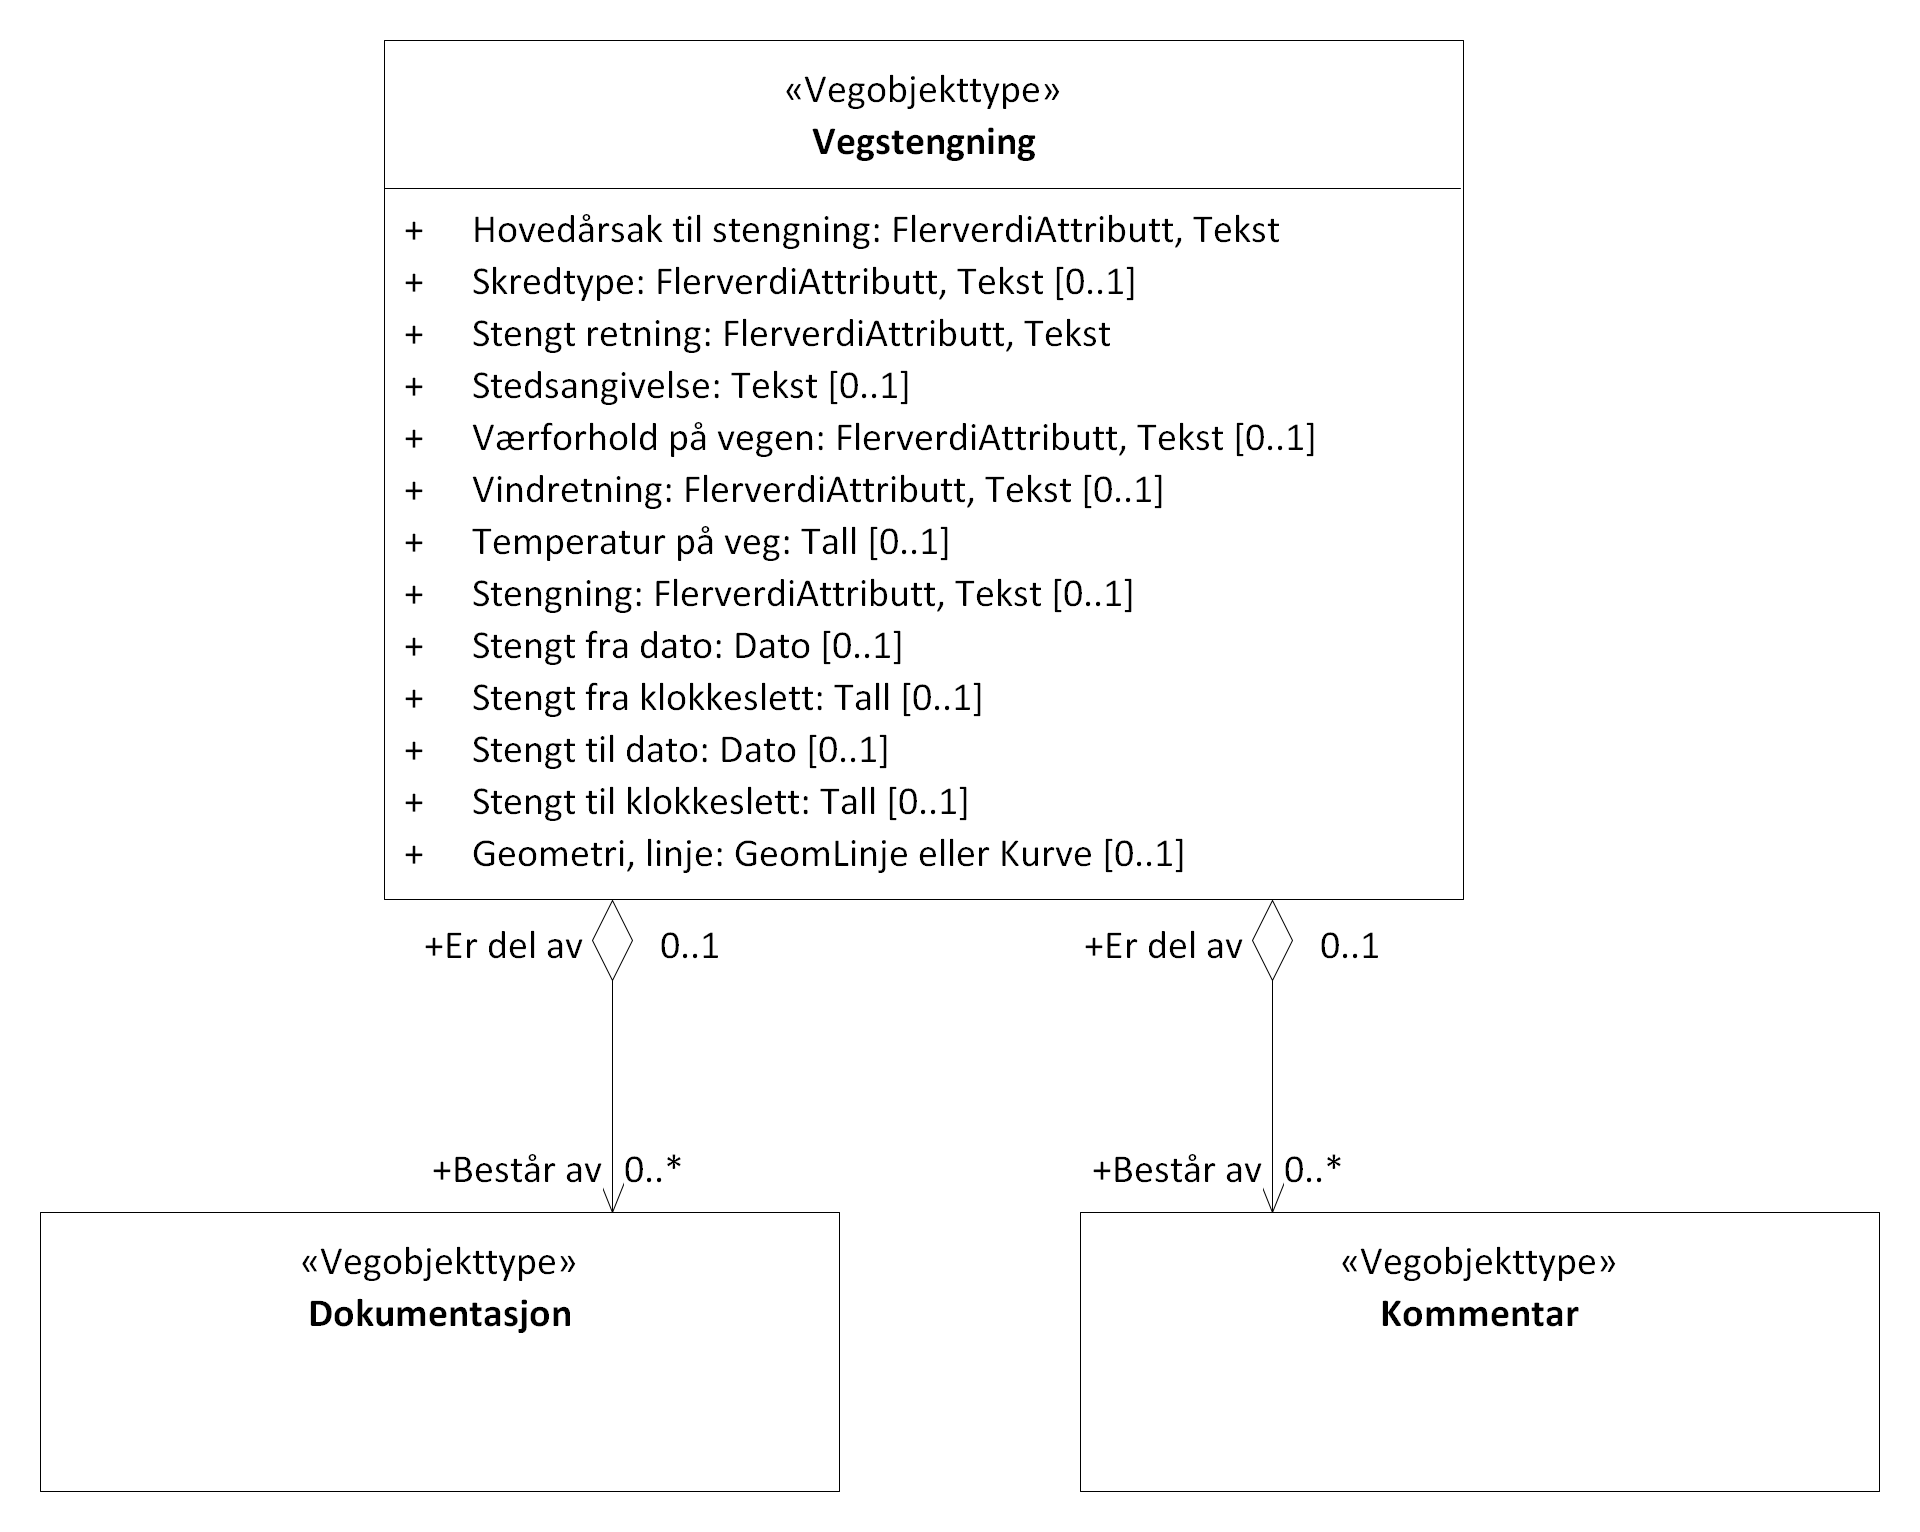 «Vegobjekttype»
Vegstengning
+ Hovedårsak til stengning: FlerverdiAttributt, Tekst
+ Skredtype: FlerverdiAttributt, Tekst [0..1]
+ Stengt retning: FlerverdiAttributt, Tekst
+ Stedsangivelse: Tekst [0..1]
+ Værforhold på vegen: FlerverdiAttributt, Tekst [0..1]
+ Vindretning: FlerverdiAttributt, Tekst [0..1]
+ Temperatur på veg: Tall [0..1]
+ Stengning: FlerverdiAttributt, Tekst [0..1]
+ Stengt fra dato: Dato [0..1]
+ Stengt fra klokkeslett: Tall [0..1]
+ Stengt til dato: Dato [0..1]
+ Stengt til klokkeslett: Tall [0..1]
+ Geometri, linje: GeomLinje eller Kurve [0..1]
+Er del av 0..1
+Er del av 0..1
+Består av 0..*
+Består av 0..*
«Vegobjekttype»
Dokumentasjon
«Vegobjekttype»
Kommentar